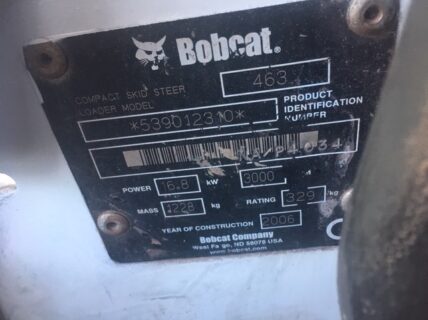 Bobcat®
COMPACT SKID STEER
LOADER MODEL
463
*539012310*
PRODUCT
IDENTIFICATION
NUMBER
POWER 16.8 kW 3000
MASS 1228 kg RATING 329 kg
YEAR OF CONSTRUCTION 2006
Bobcat Company
West Fargo, ND 58078 USA
www.bobcat.com